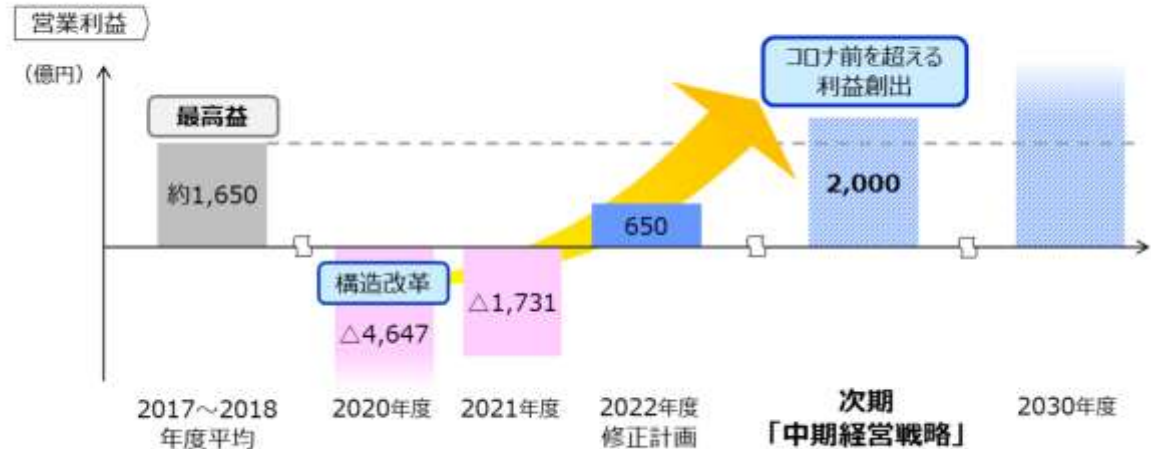 営業利益
（億円）
最高益
約1,650
構造改革
△4,647
△1,731
650
コロナ前を超える
利益創出
2,000
2017～2018
年度平均
2020年度
2021年度
2022年度
修正計画
次期
「中期経営戦略」
2030年度